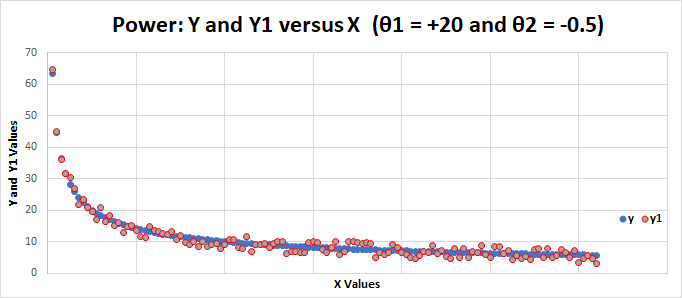 Power: Y and Y1 versus X (θ1 = +20 and θ2 = -0.5)
70
60
50
40
30
20
10
0
Y and Y1 Values
y y1
X Values